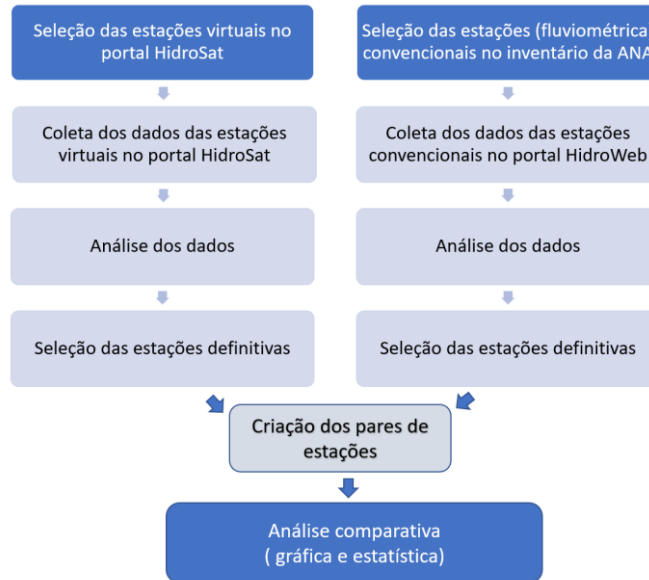 Seleção das estações virtuais no
portal HidroSat
Seleção das estações (fluviométrica
convencionais no inventário da ANA
Coleta dos dados das estações
virtuais no portal HidroSat
Coleta dos dados das estações
convencionais no portal HidroWeb
Análise dos dados
Análise dos dados
Seleção das estações definitivas
Seleção das estações definitivas
Criação dos pares de
estações
Análise comparativa
( gráfica e estatística)